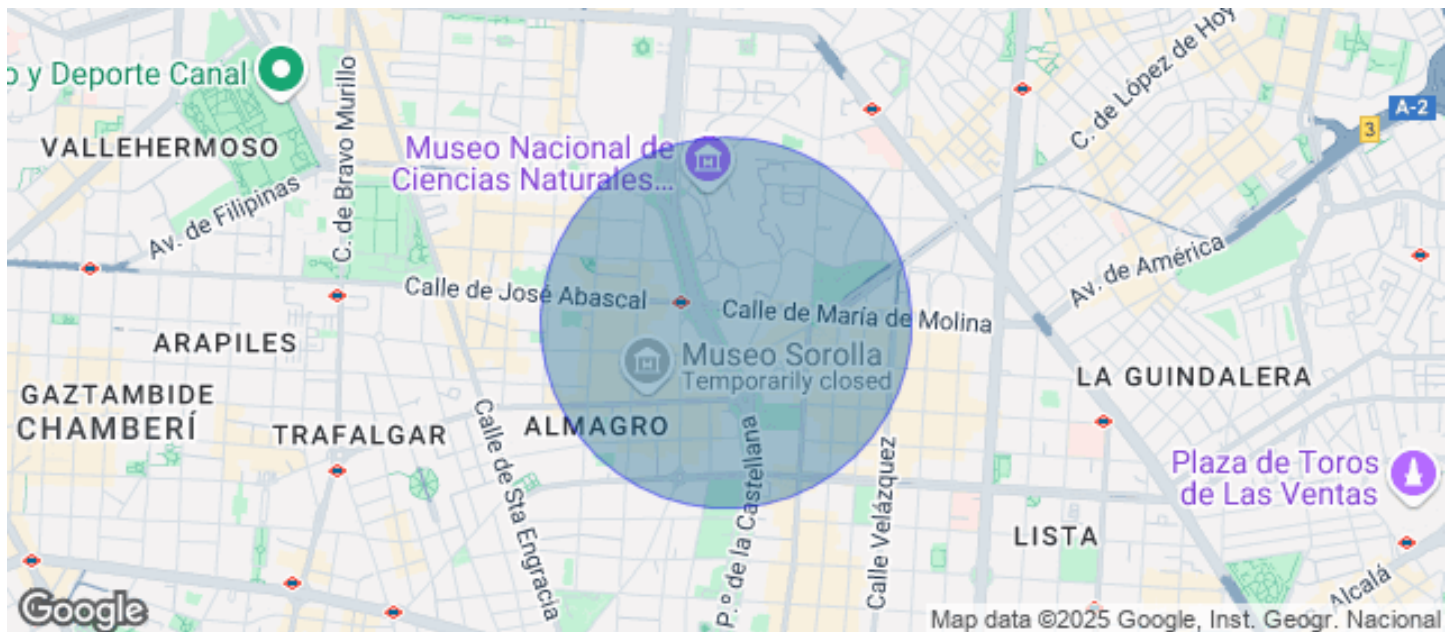 o y Deporte Canal
VALLEHERMOSO
C. de Bravo Murillo
Av. de Filipinas
Museo Nacional de
Ciencias Naturales...
C. de López de Hoy
A-2
3
Av. de América
Calle de José Abascal
Calle de María de Molina
ARAPILES
Museo Sorolla
Temporarily closed
LA GUINDALERA
GAZTAMBIDE
CHAMBERÍ
TRAFALGAR
ALMAGRO
Calle de Sta Engracia
P.º de la Castellana
Calle Velázquez
Plaza de Toros
de Las Ventas
LISTA
Alcalá
Google
Map data ©2025 Google, Inst. Geogr. Nacional